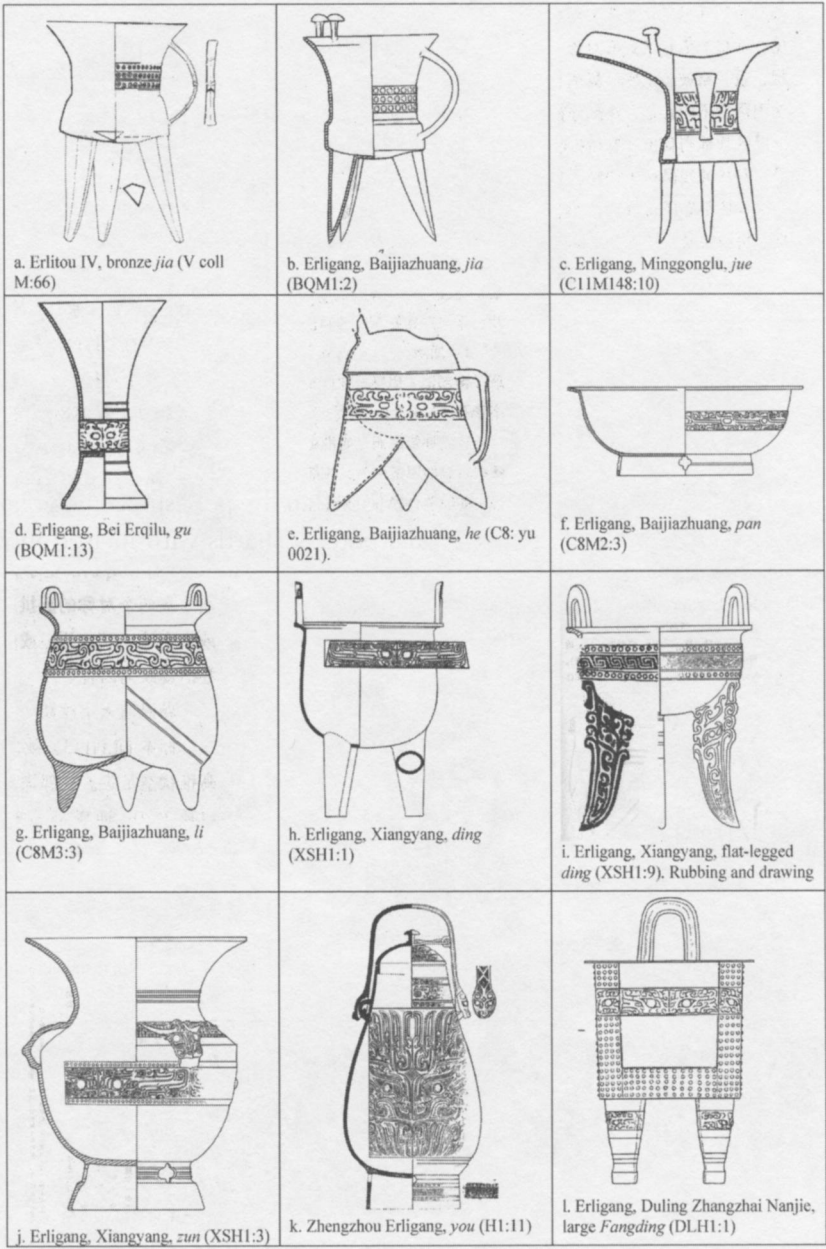 a. Erlitou IV, bronze jia (V coll
M:66)
b. Erligang, Baijiazhuang, jia
(BQM1:2)
c. Erligang, Minggonglu, jue
(C11M148:10)
d. Erligang, Bei Erqilu, gu
(BQM1:13)
e. Erligang, Baijiazhuang, he (C8: yu
0021).
f. Erligang, Baijiazhuang, pan
(C8M2:3)
g. Erligang, Baijiazhuang, li
(C8M3:3)
h. Erligang, Xiangyang, ding
(XSH1:1)
i. Erligang, Xiangyang, flat-legged
ding (XSH1:9). Rubbing and drawing
j. Erligang, Xiangyang, zun (XSH1:3)
k. Zhengzhou Erligang, you (H1:11)
l. Erligang, Duling Zhangzhai Nanjie,
large Fangding (DLH1:1)